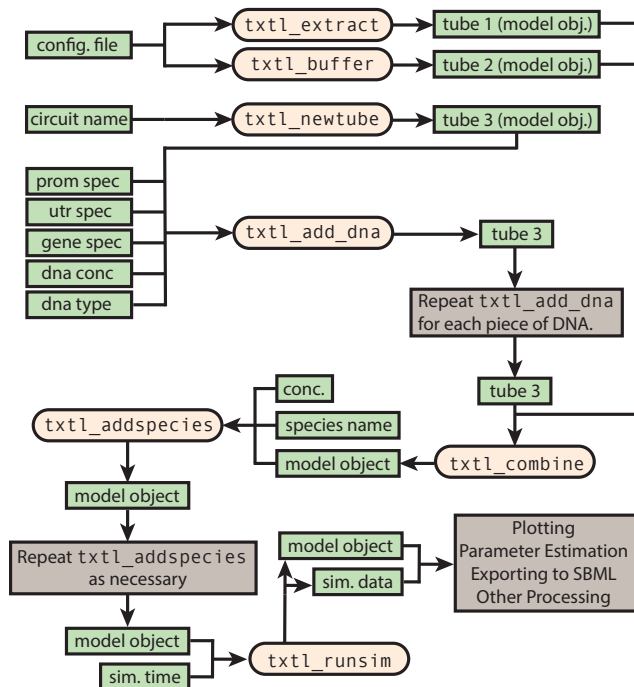 config. file
txtl_extract
tube 1 (model obj.)
txtl_buffer
tube 2 (model obj.)
circuit name
txtl_newtube
tube 3 (model obj.)
prom spec
utr spec
gene spec
dna conc
dna type
txtl_add_dna
tube 3
Repeat txtl_add_dna
for each piece of DNA.
tube 3
txtl_combine
conc.
species name
model object
txtl_addspecies
model object
Repeat txtl_addspecies
as necessary
model object
sim. time
txtl_runsim
model object
sim. data
Plotting
Parameter Estimation
Exporting to SBML
Other Processing